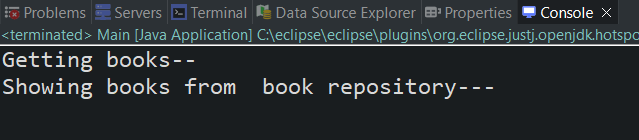 Problems Servers Terminal Data Source Explorer Properties Console
<terminated> Main [Java Application] C:\eclipse\eclipse\plugins\org.eclipse.justj.openjdk.hotspo
Getting books--
Showing books from  book repository---